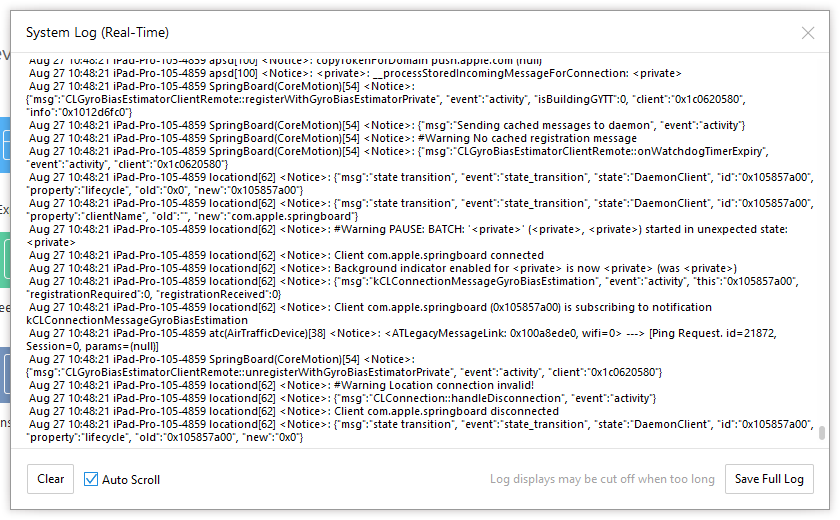 System Log (Real-Time)
Aug 27 10:48:21 iPad-Pro-105-4859 apsd[100] <Notice>: copyTokenForDomain push.apple.com (null)
Aug 27 10:48:21 iPad-Pro-105-4859 apsd[100] <Notice>: <private>: __processStoredIncomingMessageForConnection: <private>
Aug 27 10:48:21 iPad-Pro-105-4859 SpringBoard(CoreMotion)[54] <Notice>:
{"msg":"CLGyroBiasEstimatorClientRemote::registerWithGyroBiasEstimatorPrivate", "event":"activity", "isBuildingGYTT":0, "client":"0x1c0620580",
"info":"0x1012d6fc0"}
Aug 27 10:48:21 iPad-Pro-105-4859 SpringBoard(CoreMotion)[54] <Notice>: {"msg":"Sending cached messages to daemon", "event":"activity"}
Aug 27 10:48:21 iPad-Pro-105-4859 SpringBoard(CoreMotion)[54] <Notice>: #Warning No cached registration message
Aug 27 10:48:21 iPad-Pro-105-4859 SpringBoard(CoreMotion)[54] <Notice>: {"msg":"CLGyroBiasEstimatorClientRemote::onWatchdogTimerExpiry",
"event":"activity", "client":"0x1c0620580"}
Aug 27 10:48:21 iPad-Pro-105-4859 locationd[62] <Notice>: {"msg":"state transition", "event":"state_transition", "state":"DaemonClient", "id":"0x105857a00",
"property":"lifecycle", "old":"0x0", "new":"0x105857a00"}
Aug 27 10:48:21 iPad-Pro-105-4859 locationd[62] <Notice>: {"msg":"state transition", "event":"state_transition", "state":"DaemonClient", "id":"0x105857a00",
"property":"clientName", "old":"", "new":"com.apple.springboard"}
Aug 27 10:48:21 iPad-Pro-105-4859 locationd[62] <Notice>: #Warning PAUSE: BATCH: '<private>' (<private>, <private>) started in unexpected state:
<private>
Aug 27 10:48:21 iPad-Pro-105-4859 locationd[62] <Notice>: Client com.apple.springboard connected
Aug 27 10:48:21 iPad-Pro-105-4859 locationd[62] <Notice>: Background indicator enabled for <private> is now <private> (was <private>)
Aug 27 10:48:21 iPad-Pro-105-4859 locationd[62] <Notice>: {"msg":"kCLConnectionMessageGyroBiasEstimation", "event":"activity", "this":"0x105857a00",
"registrationRequired":0, "registrationReceived":0}
Aug 27 10:48:21 iPad-Pro-105-4859 locationd[62] <Notice>: Client com.apple.springboard (0x105857a00) is subscribing to notification
kCLConnectionMessageGyroBiasEstimation
Aug 27 10:48:21 iPad-Pro-105-4859 atc(AirTrafficDevice)[38] <Notice>: <ATLegacyMessageLink: 0x100a8ede0, wifi=0> ---> [Ping Request. id=21872,
Session=0, params=(null)]
Aug 27 10:48:21 iPad-Pro-105-4859 SpringBoard(CoreMotion)[54] <Notice>:
{"msg":"CLGyroBiasEstimatorClientRemote::unregisterWithGyroBiasEstimatorPrivate", "event":"activity", "client":"0x1c0620580"}
Aug 27 10:48:21 iPad-Pro-105-4859 locationd[62] <Notice>: #Warning Location connection invalid!
Aug 27 10:48:21 iPad-Pro-105-4859 locationd[62] <Notice>: {"msg":"CLConnection::handleDisconnection", "event":"activity"}
Aug 27 10:48:21 iPad-Pro-105-4859 locationd[62] <Notice>: Client com.apple.springboard disconnected
Aug 27 10:48:21 iPad-Pro-105-4859 locationd[62] <Notice>: {"msg":"state transition", "event":"state_transition", "state":"DaemonClient", "id":"0x105857a00",
"property":"lifecycle", "old":"0x105857a00", "new":"0x0"}
Clear
Auto Scroll
Log displays may be cut off when too long
Save Full Log